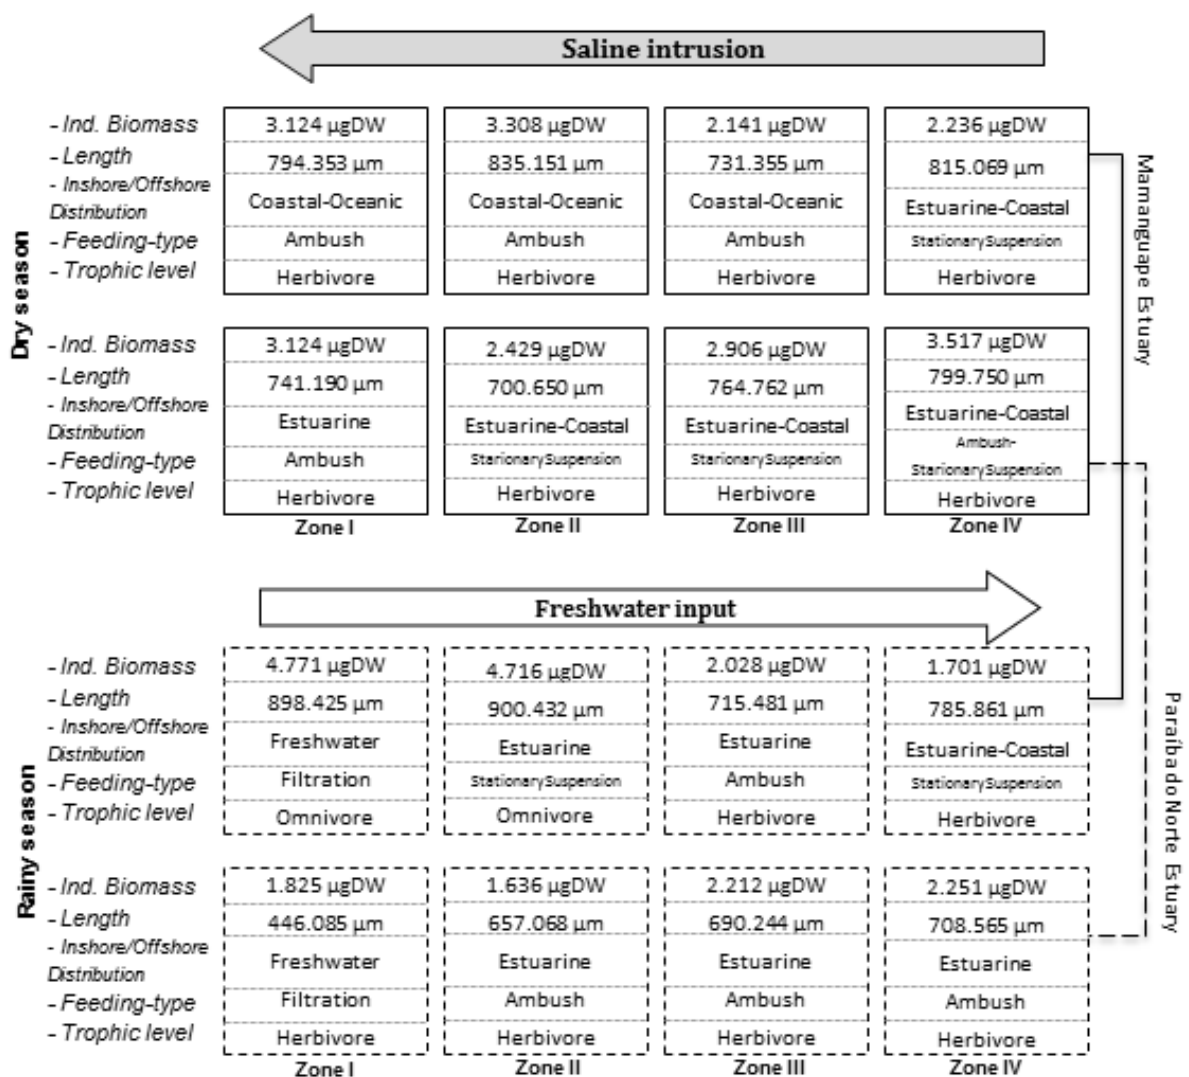 Saline intrusion
Dry season
- Ind. Biomass
- Length
- Inshore/Offshore
Distribution
- Feeding-type
- Trophic level
3.124 µgDW
794.353 µm
Coastal-Oceanic
Ambush
Herbivore
3.308 µgDW
835.151 µm
Coastal-Oceanic
Ambush
Herbivore
2.141 µgDW
731.355 µm
Coastal-Oceanic
Ambush
Herbivore
2.236 µgDW
815.069 µm
Estuarine-Coastal
StationarySuspension
Herbivore
Mamanguape Estuary
- Ind. Biomass
- Length
- Inshore/Offshore
Distribution
- Feeding-type
- Trophic level
3.124 µgDW
741.190 µm
Estuarine
Ambush
Herbivore
Zone I
2.429 µgDW
700.650 µm
Estuarine-Coastal
StarionarySuspension
Herbivore
Zone II
2.906 µgDW
764.762 µm
Estuarine-Coastal
StarionarySuspension
Herbivore
Zone III
3.517 µgDW
799.750 µm
Estuarine-Coastal
Ambush-
StarionarySuspension
Herbivore
Zone IV
Freshwater input
Rainy season
- Ind. Biomass
- Length
- Inshore/Offshore
Distribution
- Feeding-type
- Trophic level
4.771 µgDW
898.425 µm
Freshwater
Filtration
Omnivore
4.716 µgDW
900.432 µm
Estuarine
StationarySuspension
Omnivore
2.028 µgDW
715.481 µm
Estuarine
Ambush
Herbivore
1.701 µgDW
785.861 µm
Estuarine-Coastal
StationarySuspension
Herbivore
ParaíbadoNorte Estuary
- Ind. Biomass
- Length
- Inshore/Offshore
Distribution
- Feeding-type
- Trophic level
1.825 µgDW
446.085 µm
Freshwater
Filtration
Herbivore
Zone I
1.636 µgDW
657.068 µm
Estuarine
Ambush
Herbivore
Zone II
2.212 µgDW
690.244 µm
Estuarine
Ambush
Herbivore
Zone III
2.251 µgDW
708.565 µm
Estuarine
Ambush
Herbivore
Zone IV